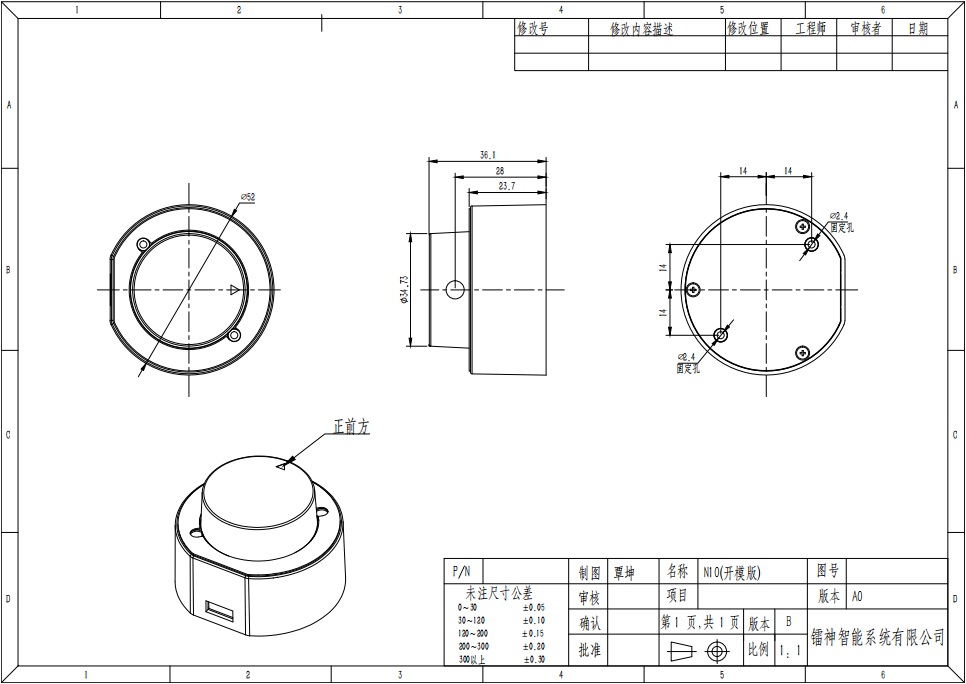 1 2 3 4 5 6
修改号 修改内容描述 修改位置 工程师 审核者 日期
A A
36.1
28
23.7
14 14
⌀52
⌀2.4
固定孔
B B
14
⌀34.73
14
⌀2.4
固定孔
正前方
C C
P/N 制图 覃坤 名称 N10(开模版) 图号
未注尺寸公差 审核 项目 版本 A0
0~30 ±0.05
30~120 ±0.10
120~200 ±0.15
200~300 ±0.20
300以上 ±0.30
确认 第1页,共1页 版本 B
镭神智能系统有限公司
批准 比例 1:1
D D
1 2 3 4 5 6